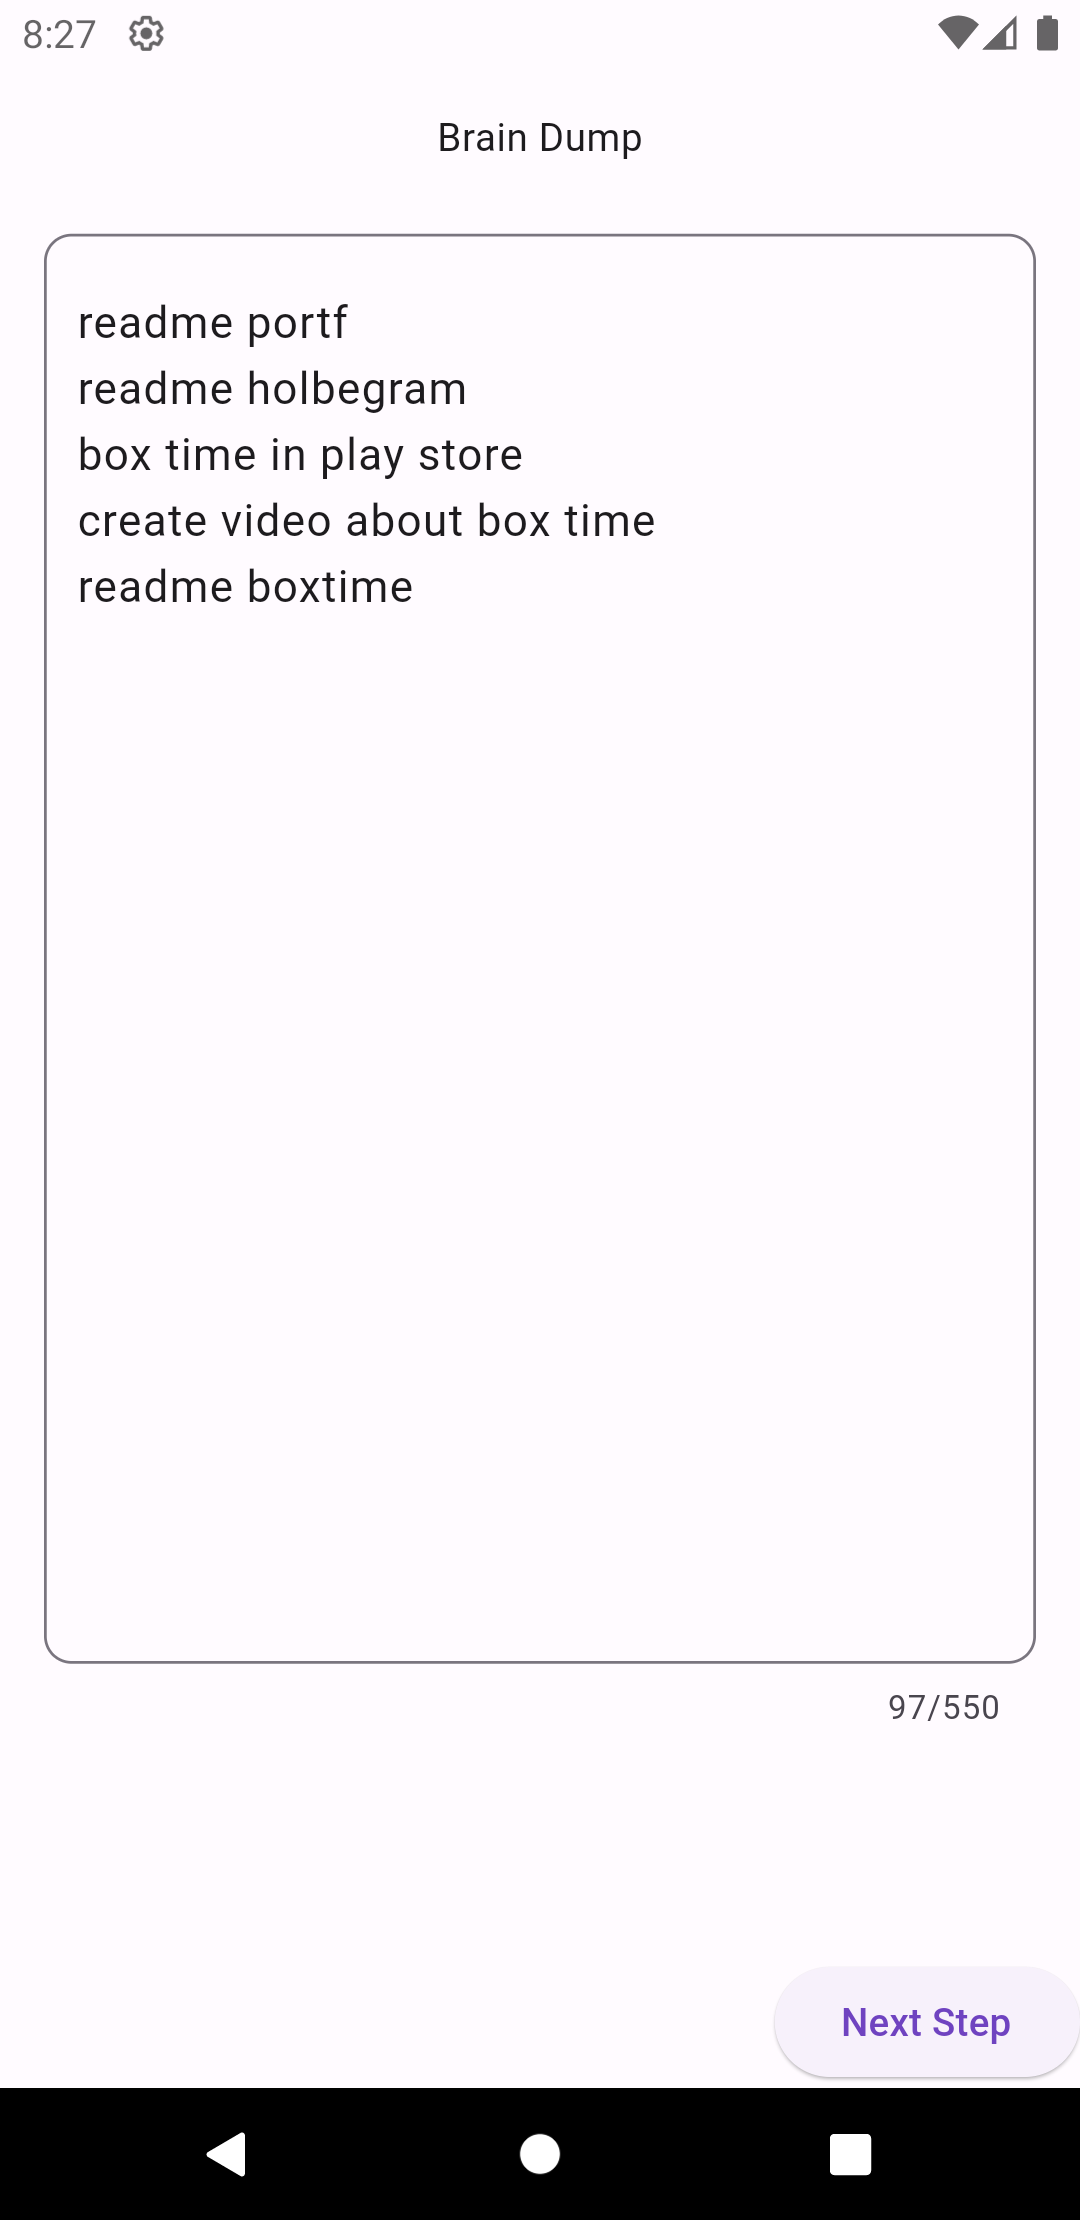 8:27
Brain Dump
readme portf
readme holbegram
box time in play store
create video about box time
readme boxtime
97/550
Next Step